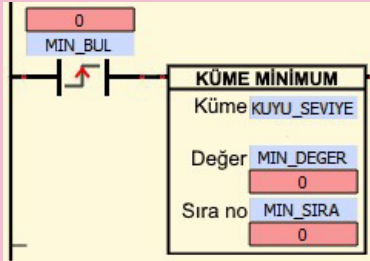 0
MIN_BUL
KÜME MİNİMUM
Küme KUYU_SEVIYE
Değer MIN_DEGER
0
Sıra no MIN_SIRA
0